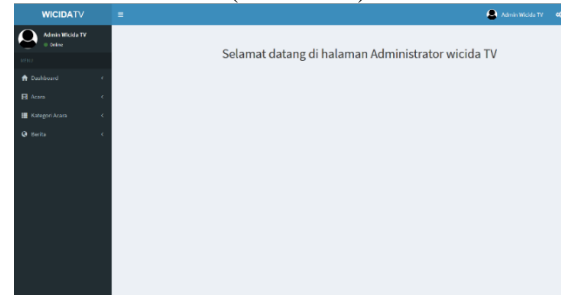 WICIDATV
Admin Wicida TV
Admin Wicida TV
Online
MENU
Selamat datang di halaman Administrator wicida TV
Dashboard
Acara
Kategori Acara
Berita